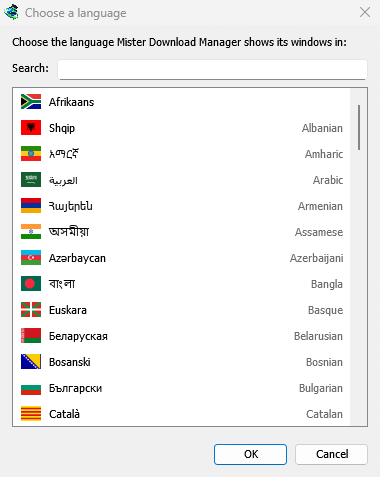 Choose a language
Choose the language Mister Download Manager shows its windows in:
Search:
Afrikaans
Shqip Albanian
አማርኛ Amharic
العربية Arabic
Հայերեն Armenian
অসমীয়া Assamese
Azərbaycan Azerbaijani
বাংলা Bangla
Euskara Basque
Беларуская Belarusian
Bosanski Bosnian
Български Bulgarian
Català Catalan
OK Cancel